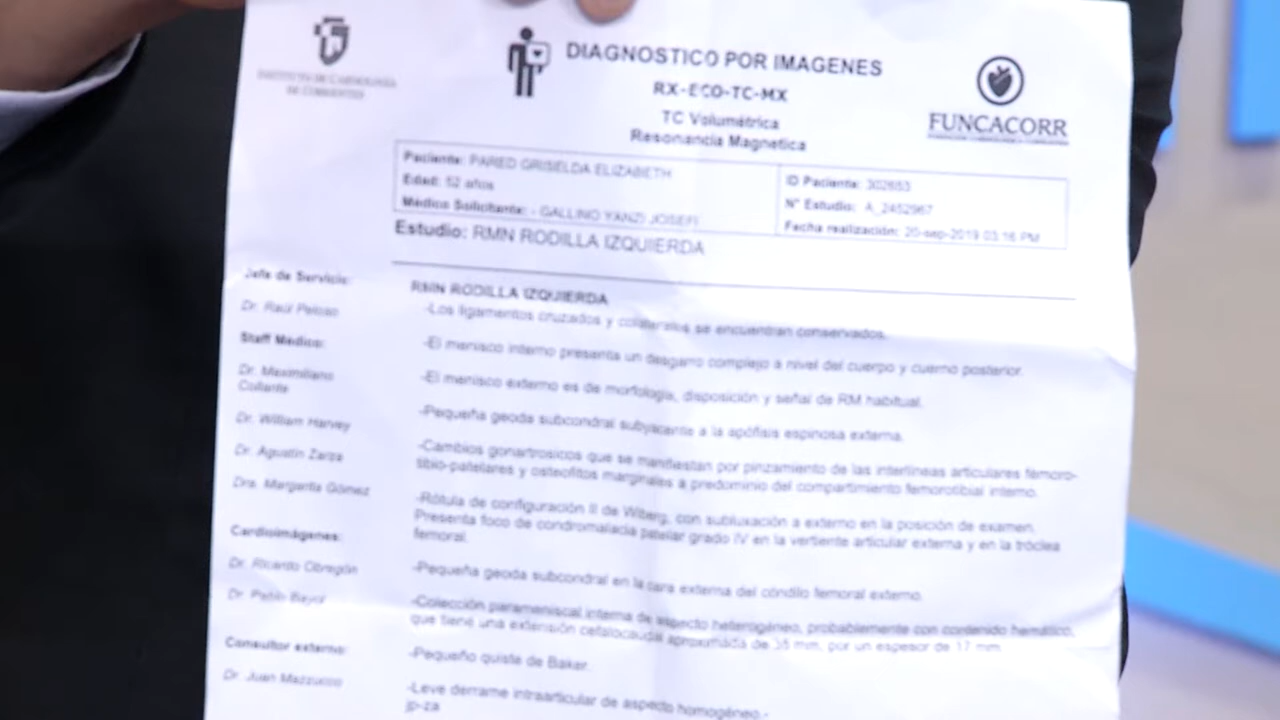 INSTITUTO DE CARDIOLOGÍA
DE CORRIENTES
DIAGNOSTICO POR IMAGENES
RX-ECO-TC-MX
TC Volumétrica
Resonancia Magnetica
FUNCACORR
Paciente: PARED GRISELDA ELIZABETH
Edad: 52 años
Médico Solicitante: - GALLINO YANZI JOSEFI
ID Paciente: 302653
N° Estudio: A_2452967
Fecha realización: 20-sep-2019 03:16 PM
Estudio: RMN RODILLA IZQUIERDA
Jefe de Servicio:
Dr. Raúl Peloso
Staff Médico:
Dr. Maximiliano
Collante
Dr. William Harvey
Dr. Agustín Zarza
Dra. Margarita Gómez
Cardioimágenes:
Dr. Ricardo Obregón
Dr. Pablo Bayol
Consultor externo:
Dr. Juan Mazzucco
RMN RODILLA IZQUIERDA
-Los ligamentos cruzados y colaterales se encuentran conservados.
-El menisco interno presenta un desgarro complejo a nivel del cuerpo y cuerno posterior.
-El menisco externo es de morfología, disposición y señal de RM habitual.
-Pequeña geoda subcondral subyacente a la apófisis espinosa externa.
-Cambios gonartrosicos que se manifiestan por pinzamiento de las interlíneas articulares femoro-
tibio-patelares y osteofitos marginales a predominio del compartimiento femorotibial interno.
-Rótula de configuración II de Wiberg, con subluxación a externo en la posición de examen.
Presenta foco de condromalacia patelar grado IV en la vertiente articular externa y en la tróclea
femoral.
-Pequeña geoda subcondral en la cara externa del cóndilo femoral externo.
-Colección parameniscal interna de aspecto heterogéneo, probablemente con contenido hemático,
que tiene una extensión cefalocaudal aproximada de 35 mm, por un espesor de 17 mm.
-Pequeño quiste de Baker.
-Leve derrame intraarticular de aspecto homogéneo.-
jp-za